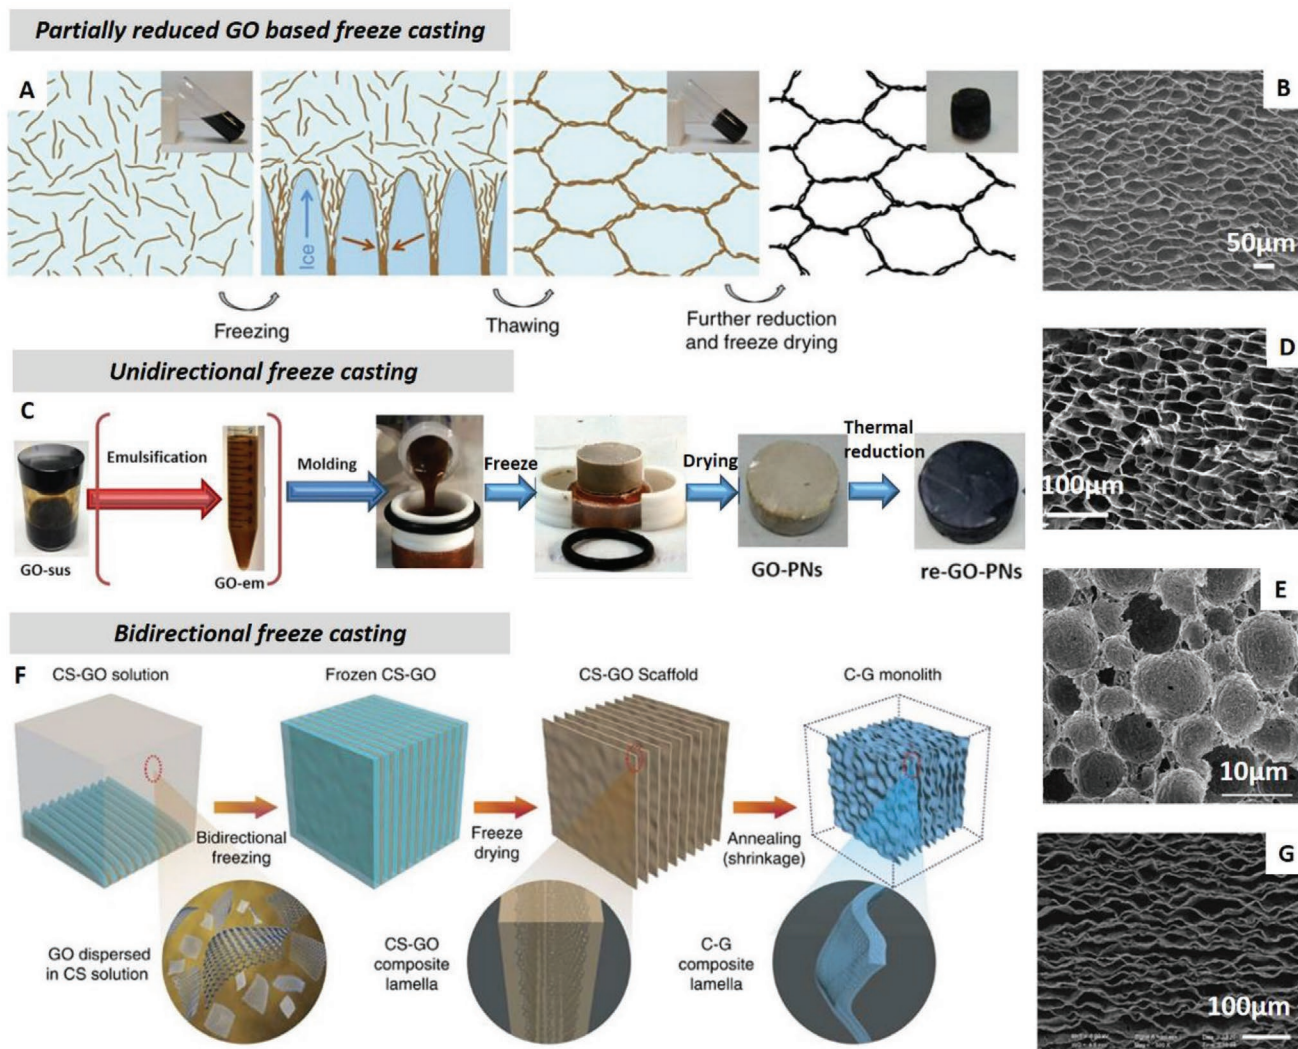 Partially reduced GO based freeze casting
A
Ice
Freezing
Thawing
Further reduction
and freeze drying
B
50µm
Unidirectional freeze casting
C
GO-sus
Emulsification
GO-em
Molding
Freeze
Drying
GO-PNs
Thermal
reduction
re-GO-PNs
D
100µm
E
10µm
Bidirectional freeze casting
F
CS-GO solution
Frozen CS-GO
CS-GO Scaffold
C-G monolith
Bidirectional
freezing
Freeze
drying
Annealing
(shrinkage)
GO dispersed
in CS solution
CS-GO
composite
lamella
C-G
composite
lamella
G
100µm